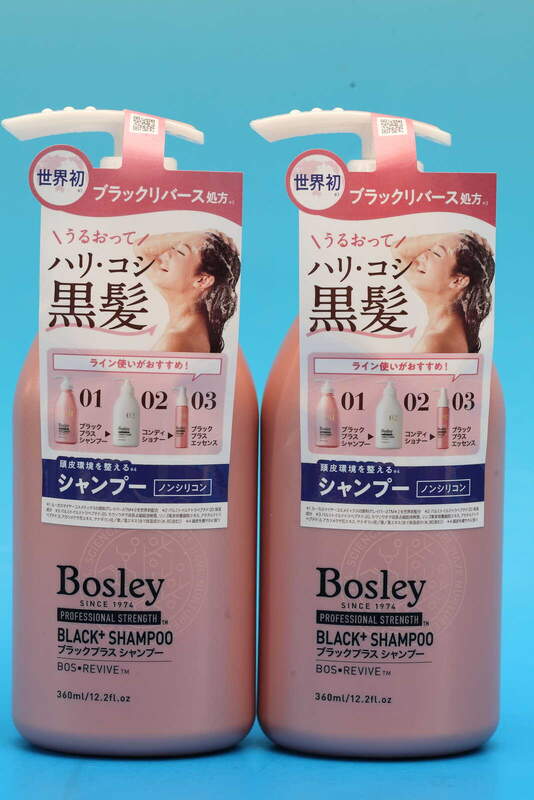 世界初※1
ブラックリバース処方※2
うるおって
ハリ・コシ
黒髪
ライン使いがおすすめ!
01
ブラック
プラス
シャンプー
02
コンディ
ショナー
03
ブラック
プラス
エッセンス
頭皮環境を整える※4
シャンプー
ノンシリコン
Bosley
SINCE 1974
PROFESSIONAL STRENGTH™
BLACK+ SHAMPOO
ブラックプラス シャンプー
BOS•REVIVE™
360ml/12.2fl.oz
世界初※1
ブラックリバース処方※2
うるおって
ハリ・コシ
黒髪
ライン使いがおすすめ!
01
ブラック
プラス
シャンプー
02
コンディ
ショナー
03
ブラック
プラス
エッセンス
頭皮環境を整える※4
シャンプー
ノンシリコン
Bosley
SINCE 1974
PROFESSIONAL STRENGTH™
BLACK+ SHAMPOO
ブラックプラス シャンプー
BOS•REVIVE™
360ml/12.2fl.oz